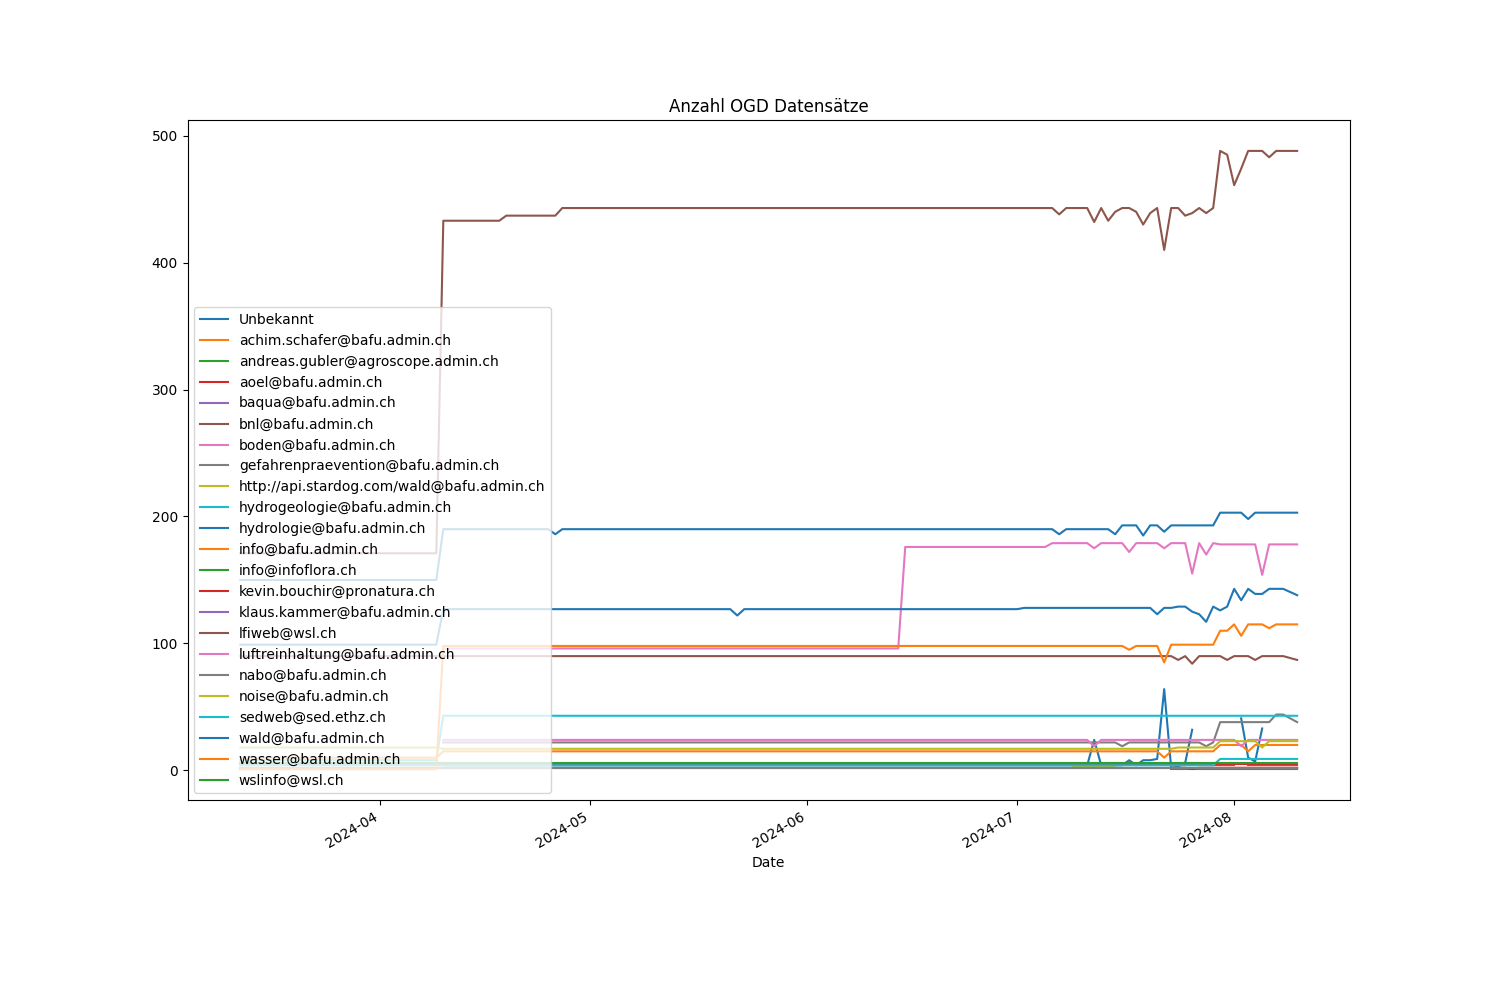 Anzahl OGD Datensätze
500
400
300
200
100
0
Unbekannt
achim.schafer@bafu.admin.ch
andreas.gubler@agroscope.admin.ch
aoel@bafu.admin.ch
baqua@bafu.admin.ch
bnl@bafu.admin.ch
boden@bafu.admin.ch
gefahrenpraevention@bafu.admin.ch
http://api.stardog.com/wald@bafu.admin.ch
hydrogeologie@bafu.admin.ch
hydrologie@bafu.admin.ch
info@bafu.admin.ch
info@infoflora.ch
kevin.bouchir@pronatura.ch
klaus.kammer@bafu.admin.ch
lfiweb@wsl.ch
luftreinhaltung@bafu.admin.ch
nabo@bafu.admin.ch
noise@bafu.admin.ch
sedweb@sed.ethz.ch
wald@bafu.admin.ch
wasser@bafu.admin.ch
wslinfo@wsl.ch
2024-04
2024-05
2024-06
2024-07
2024-08
Date